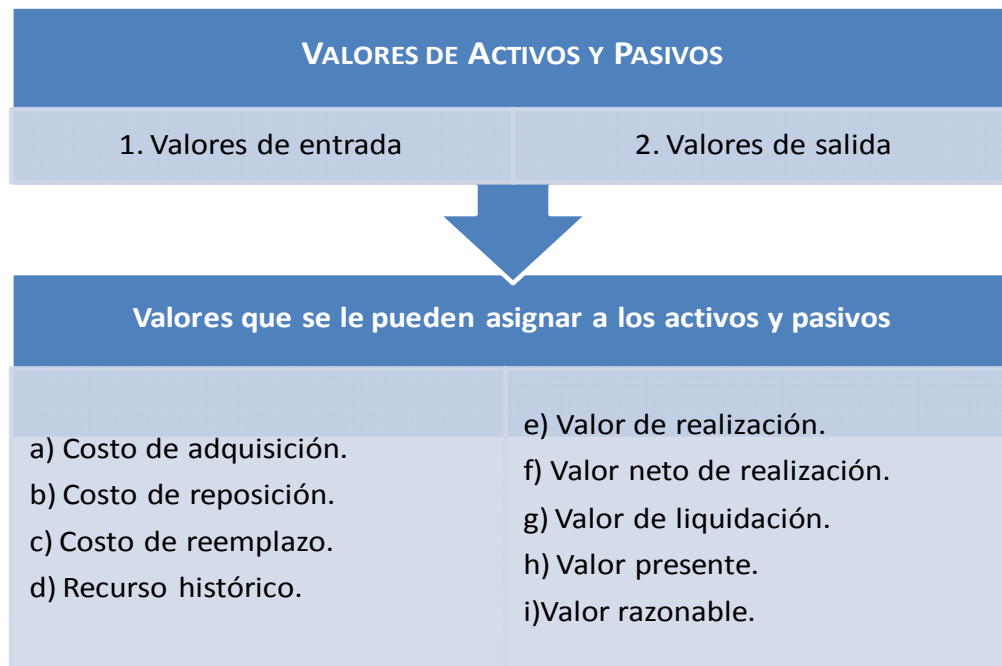 VALORES DE ACTIVOS Y PASIVOS
1. Valores de entrada
2. Valores de salida
Valores que se le pueden asignar a los activos y pasivos
a) Costo de adquisición.
b) Costo de reposición.
c) Costo de reemplazo.
d) Recurso histórico.
e) Valor de realización.
f) Valor neto de realización.
g) Valor de liquidación.
h) Valor presente.
i)Valor razonable.